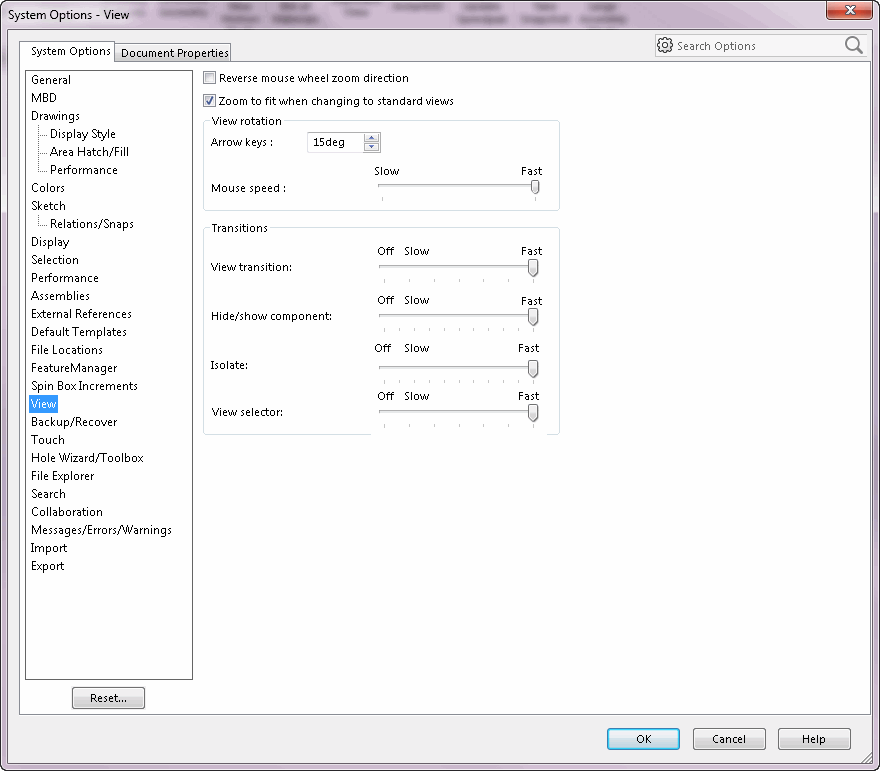 System Options - View
System Options
Document Properties
Search Options
General
MBD
Drawings
Display Style
Area Hatch/Fill
Performance
Colors
Sketch
Relations/Snaps
Display
Selection
Performance
Assemblies
External References
Default Templates
File Locations
FeatureManager
Spin Box Increments
View
Backup/Recover
Touch
Hole Wizard/Toolbox
File Explorer
Search
Collaboration
Messages/Errors/Warnings
Import
Export
Reset...
Reverse mouse wheel zoom direction
Zoom to fit when changing to standard views
View rotation
Arrow keys : 15deg
Slow Fast
Mouse speed :
Transitions
Off Slow Fast
View transition:
Off Slow Fast
Hide/show component:
Off Slow Fast
Isolate:
Off Slow Fast
View selector:
OK Cancel Help